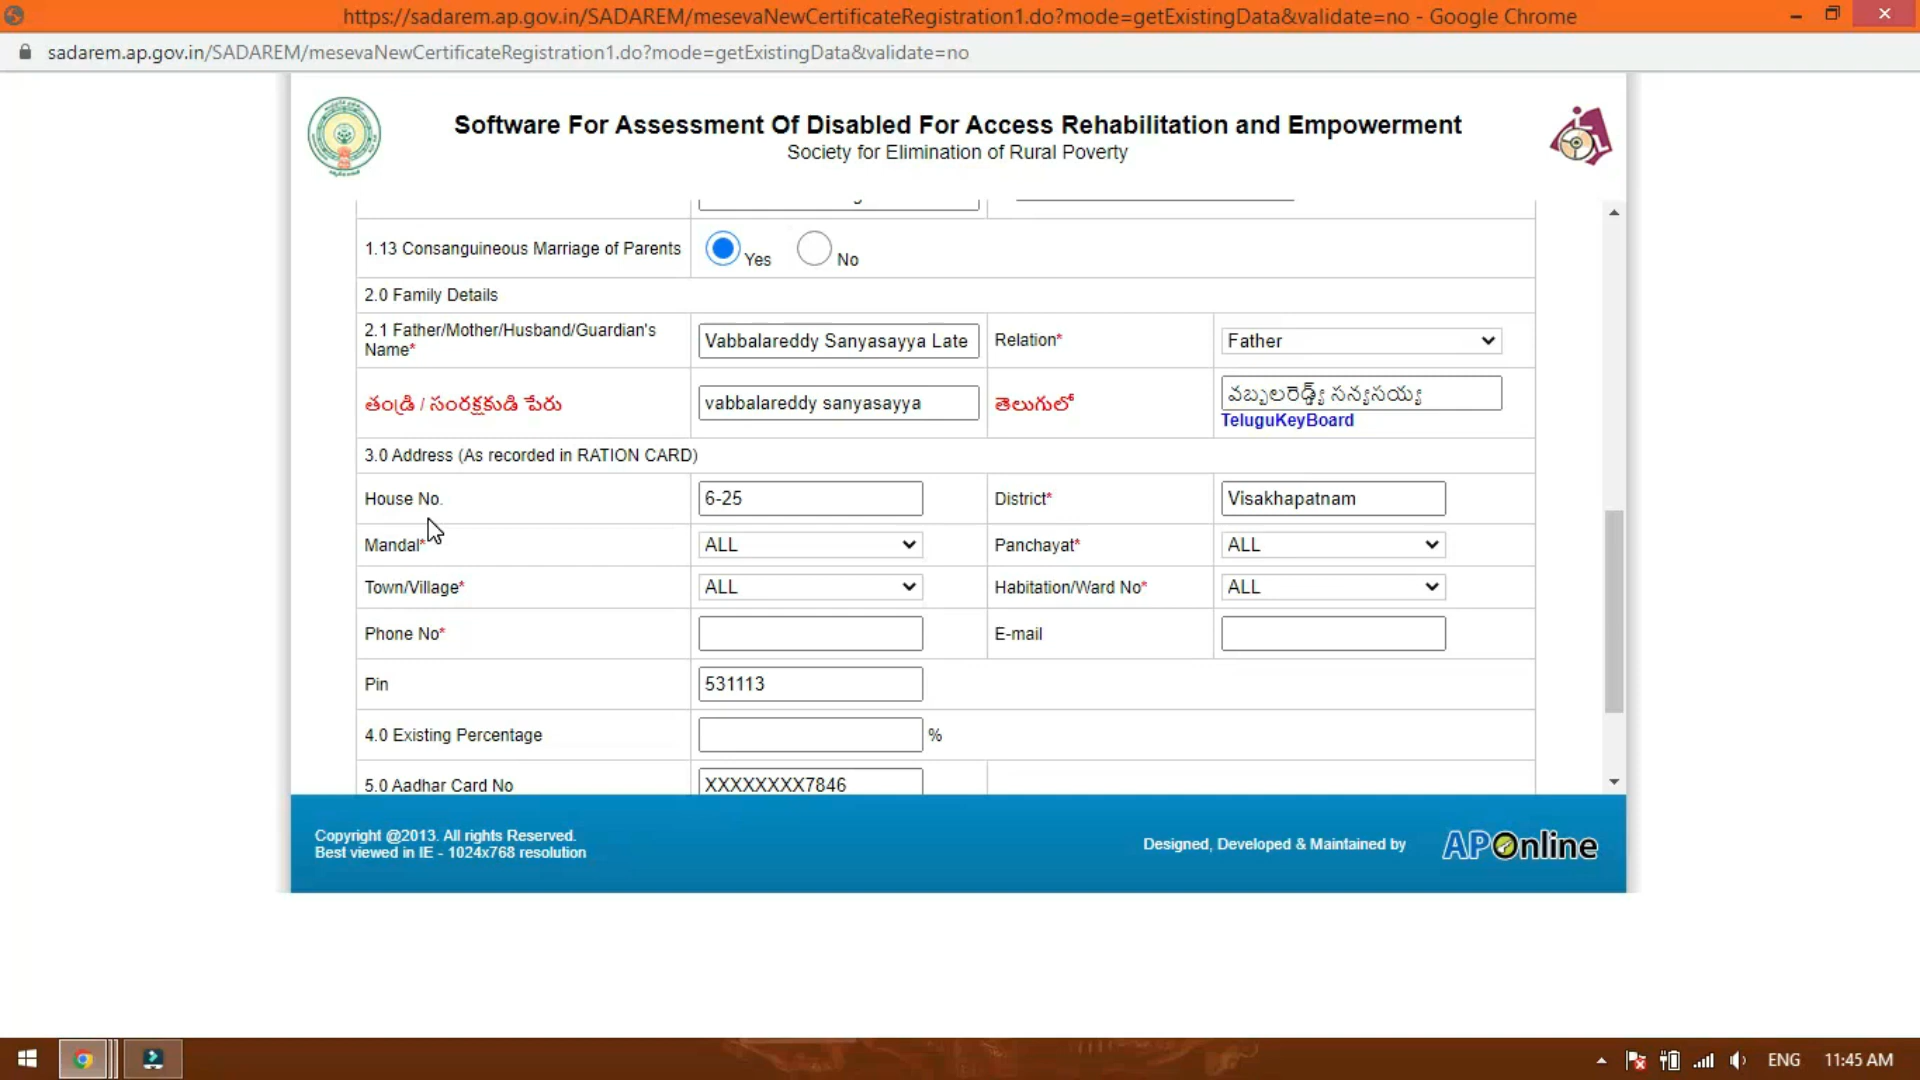 https://sadarem.ap.gov.in/SADAREM/mesevaNewCertificateRegistration1.do?mode=getExistingData&validate=no - Google Chrome
sadarem.ap.gov.in/SADAREM/mesevaNewCertificateRegistration1.do?mode=getExistingData&validate=no
Software For Assessment Of Disabled For Access Rehabilitation and Empowerment
Society for Elimination of Rural Poverty
1.13 Consanguineous Marriage of Parents Yes No
2.0 Family Details
2.1 Father/Mother/Husband/Guardian's Name* Vabbalareddy Sanyasayya Late Relation* Father
తండ్రి / సంరక్షకుడి పేరు vabbalareddy sanyasayya తెలుగులో వబ్బలరెడ్డ్య్ సన్యసయ్య
TeluguKeyBoard
3.0 Address (As recorded in RATION CARD)
House No. 6-25 District* Visakhapatnam
Mandal* ALL Panchayat* ALL
Town/Village* ALL Habitation/Ward No* ALL
Phone No* E-mail
Pin 531113
4.0 Existing Percentage %
5.0 Aadhar Card No XXXXXXXX7846
Copyright @2013. All rights Reserved.
Best viewed in IE - 1024x768 resolution
Designed, Developed & Maintained by APOnline
ENG 11:45 AM